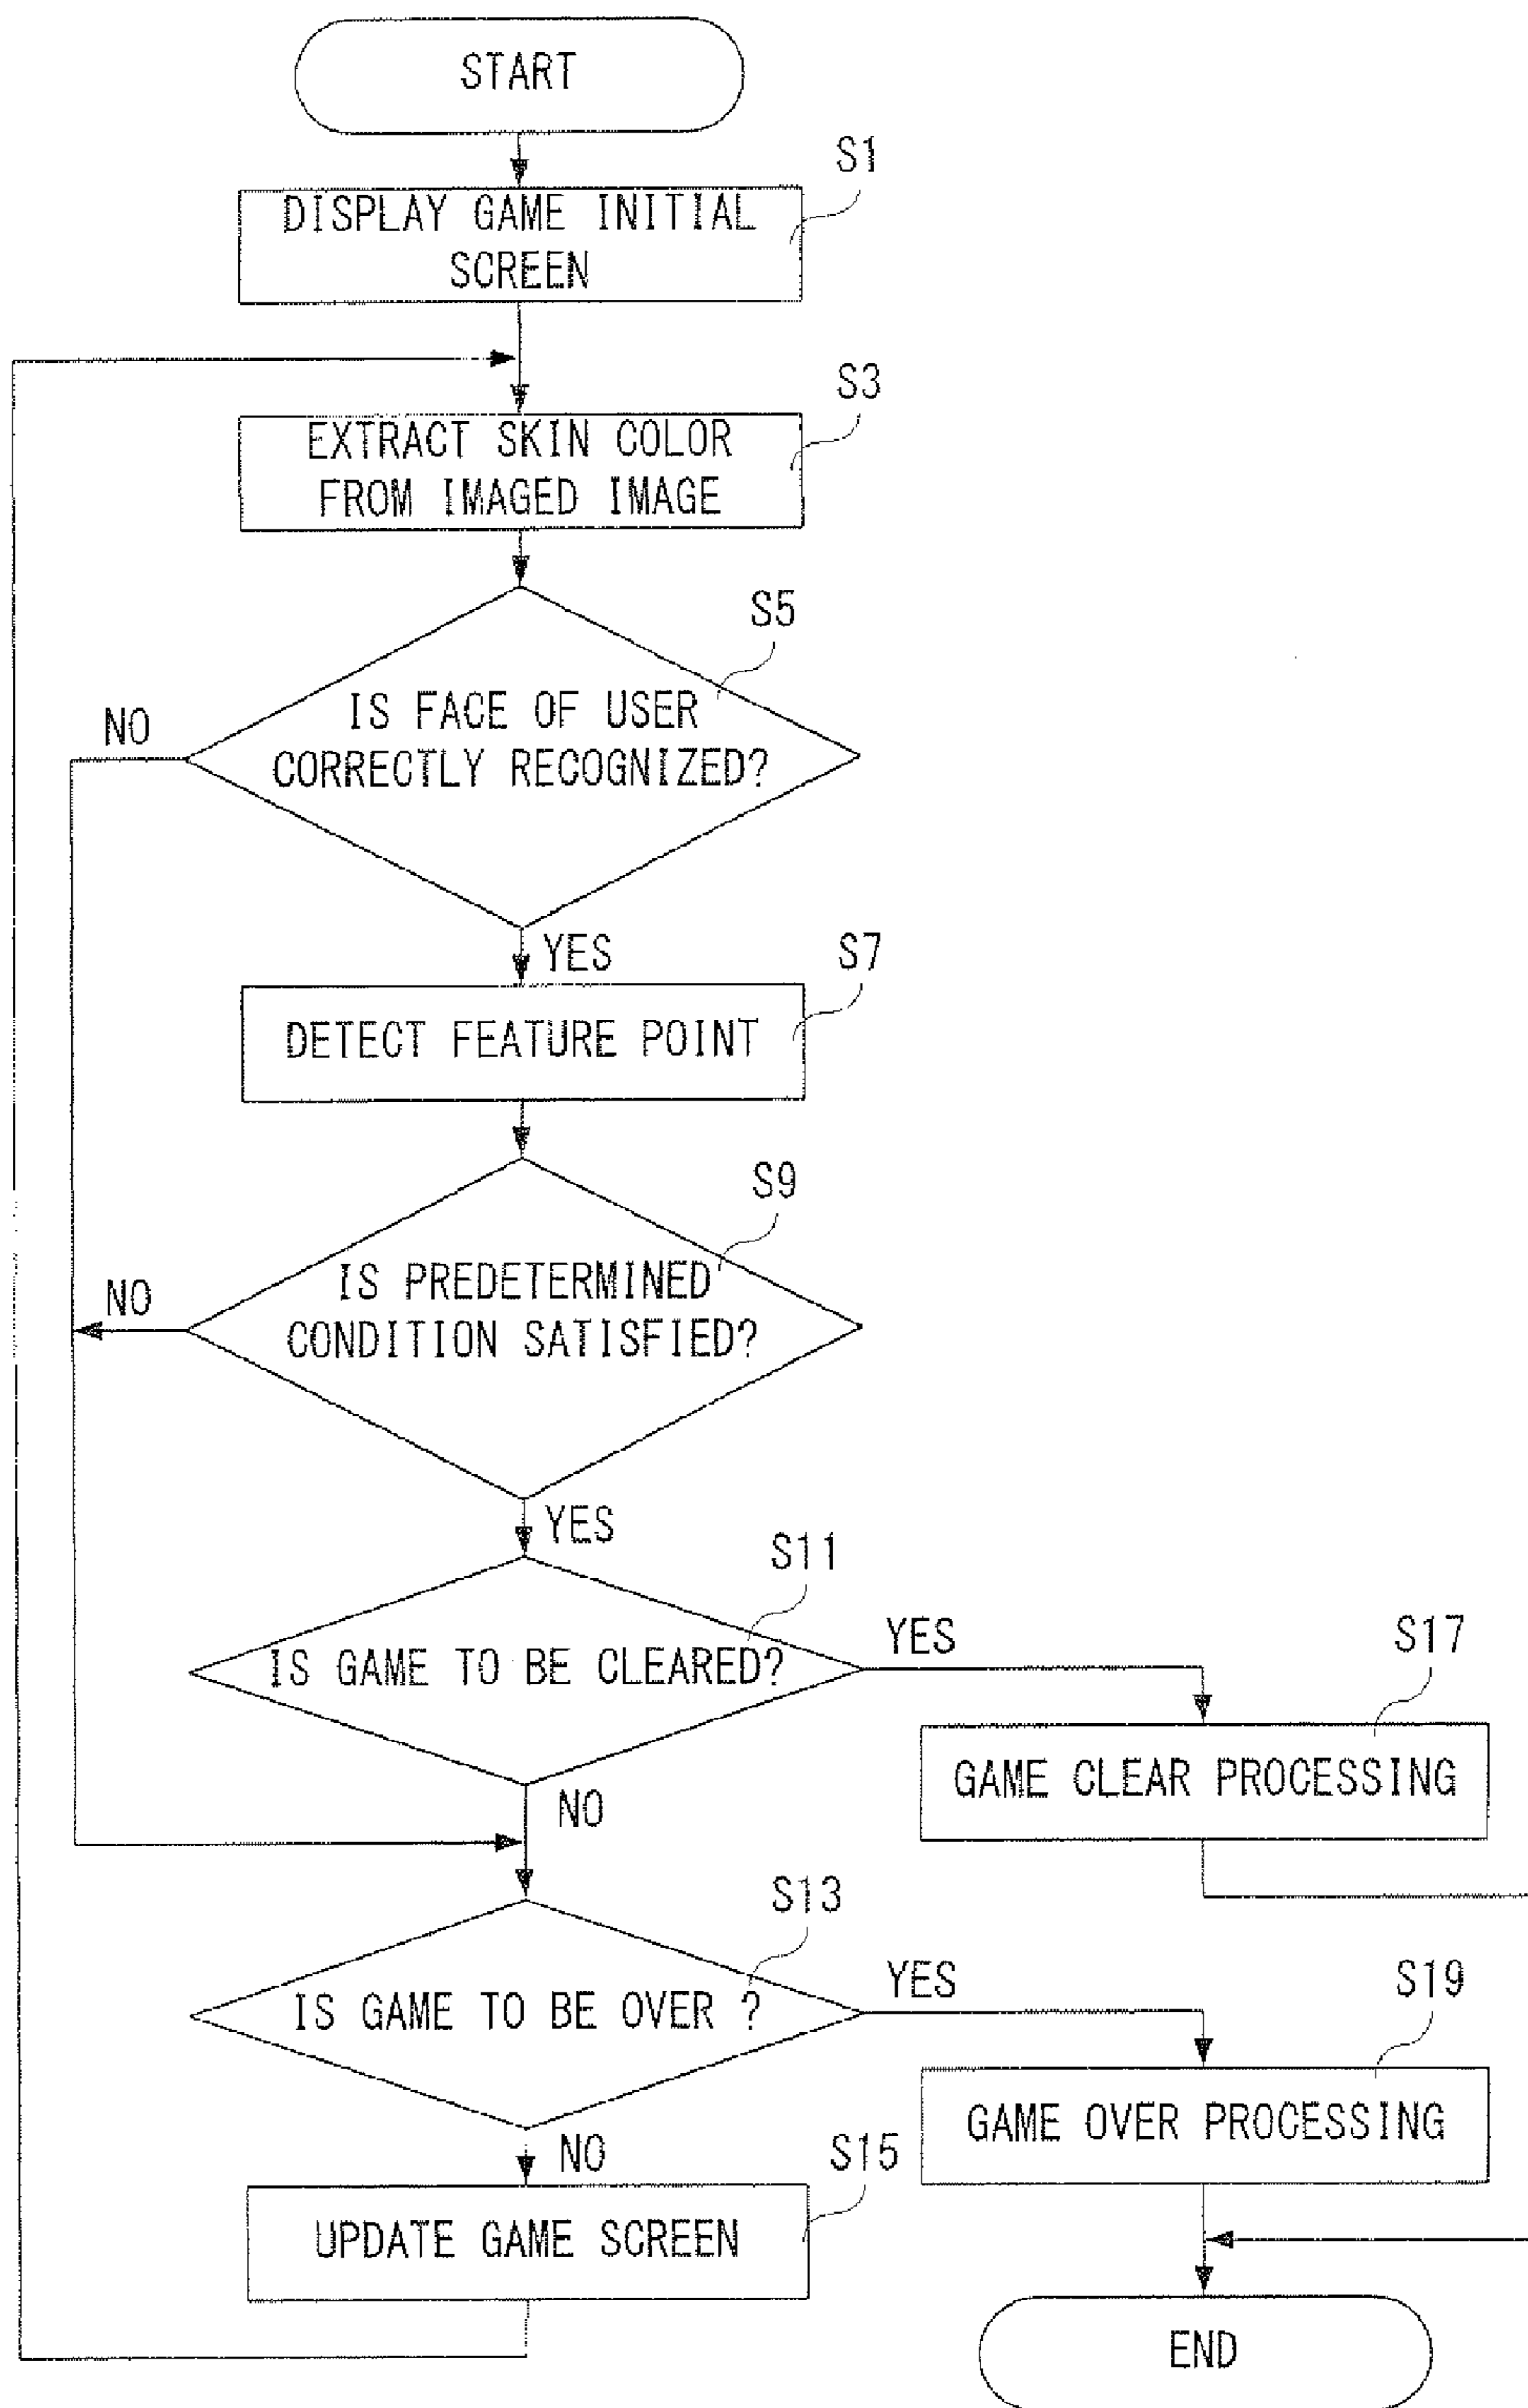 START
S1
DISPLAY GAME INITIAL
SCREEN
S3
EXTRACT SKIN COLOR
FROM IMAGED IMAGE
S5
IS FACE OF USER
CORRECTLY RECOGNIZED?
NO
YES
S7
DETECT FEATURE POINT
S9
IS PREDETERMINED
CONDITION SATISFIED?
NO
YES
S11
IS GAME TO BE CLEARED?
YES
S17
GAME CLEAR PROCESSING
NO
S13
IS GAME TO BE OVER ?
YES
S19
GAME OVER PROCESSING
NO
S15
UPDATE GAME SCREEN
END